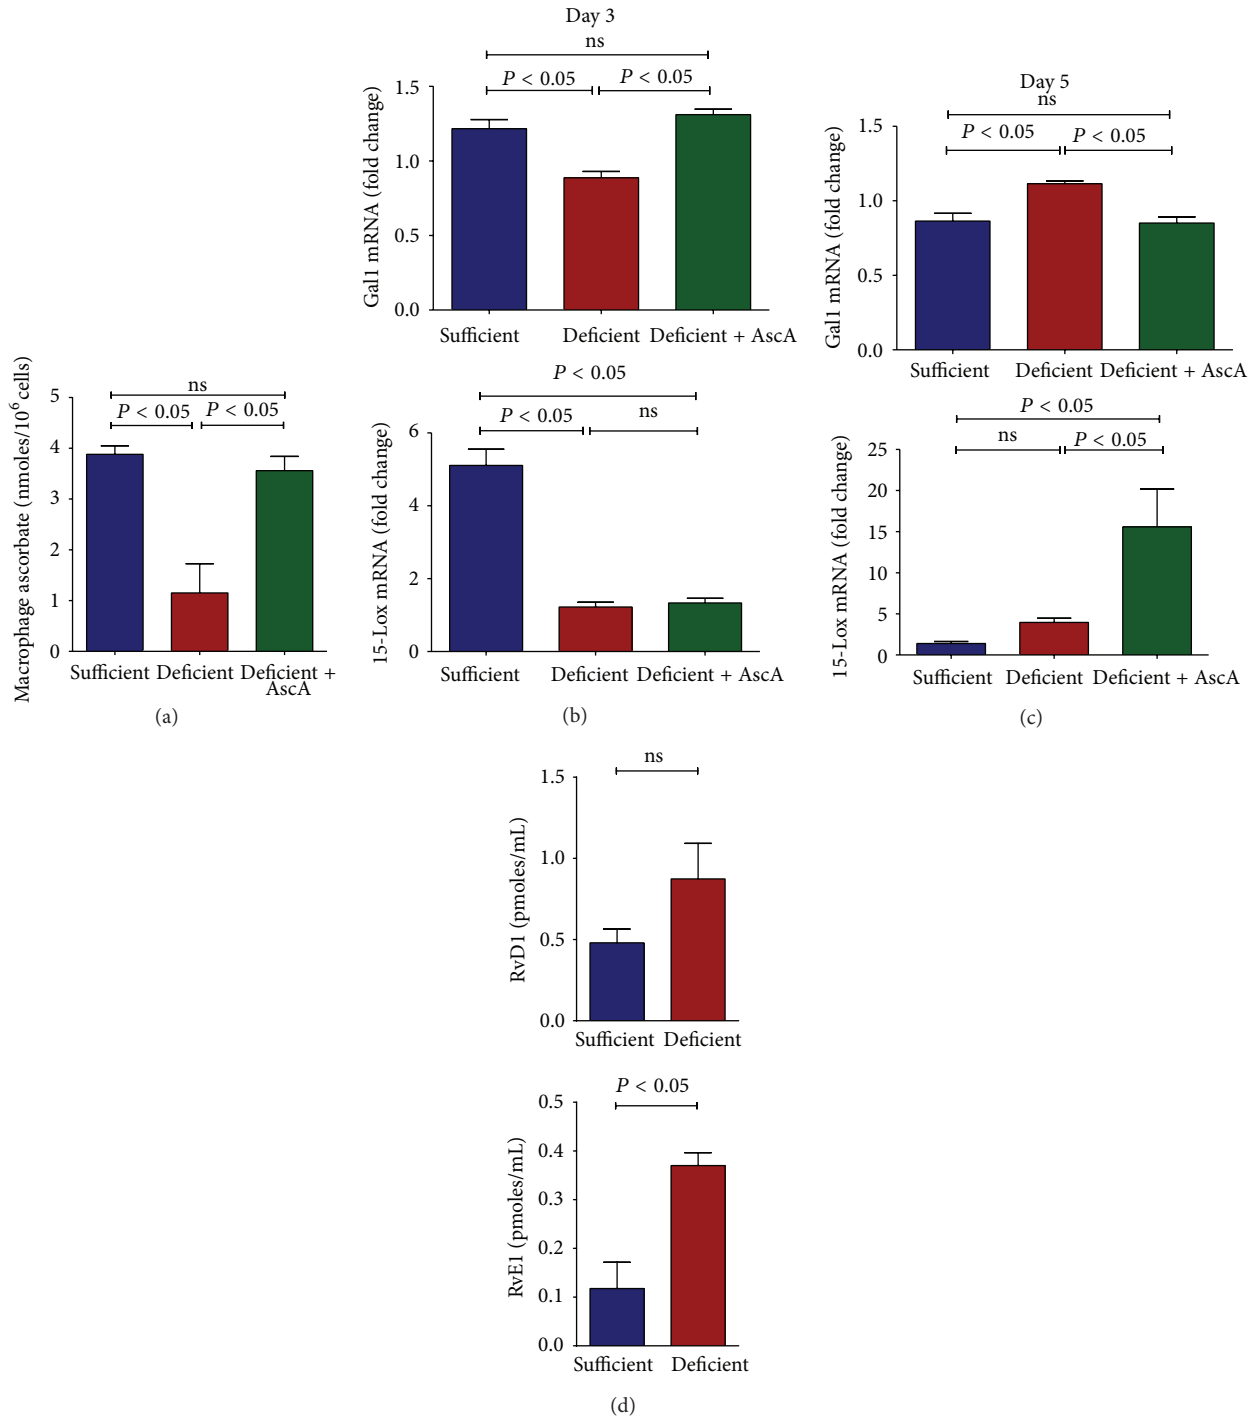 Day 3
ns
P < 0.05 P < 0.05
Gal1 mRNA (fold change)
1.5
1.0
0.5
0.0
Sufficient Deficient Deficient + AscA
Day 5
ns
P < 0.05 P < 0.05
Gal1 mRNA (fold change)
1.5
1.0
0.5
0.0
Sufficient Deficient Deficient + AscA
ns
P < 0.05 P < 0.05
Macrophage ascorbate (nmoles/10⁶ cells)
5
4
3
2
1
0
Sufficient Deficient Deficient +
AscA
(a)
P < 0.05
P < 0.05 ns
15-Lox mRNA (fold change)
6
4
2
0
Sufficient Deficient Deficient + AscA
(b)
P < 0.05
ns P < 0.05
15-Lox mRNA (fold change)
25
20
15
10
5
0
Sufficient Deficient Deficient + AscA
(c)
ns
RvD1 (pmoles/mL)
1.5
1.0
0.5
0.0
Sufficient Deficient
P < 0.05
RvE1 (pmoles/mL)
0.5
0.4
0.3
0.2
0.1
0.0
Sufficient Deficient
(d)